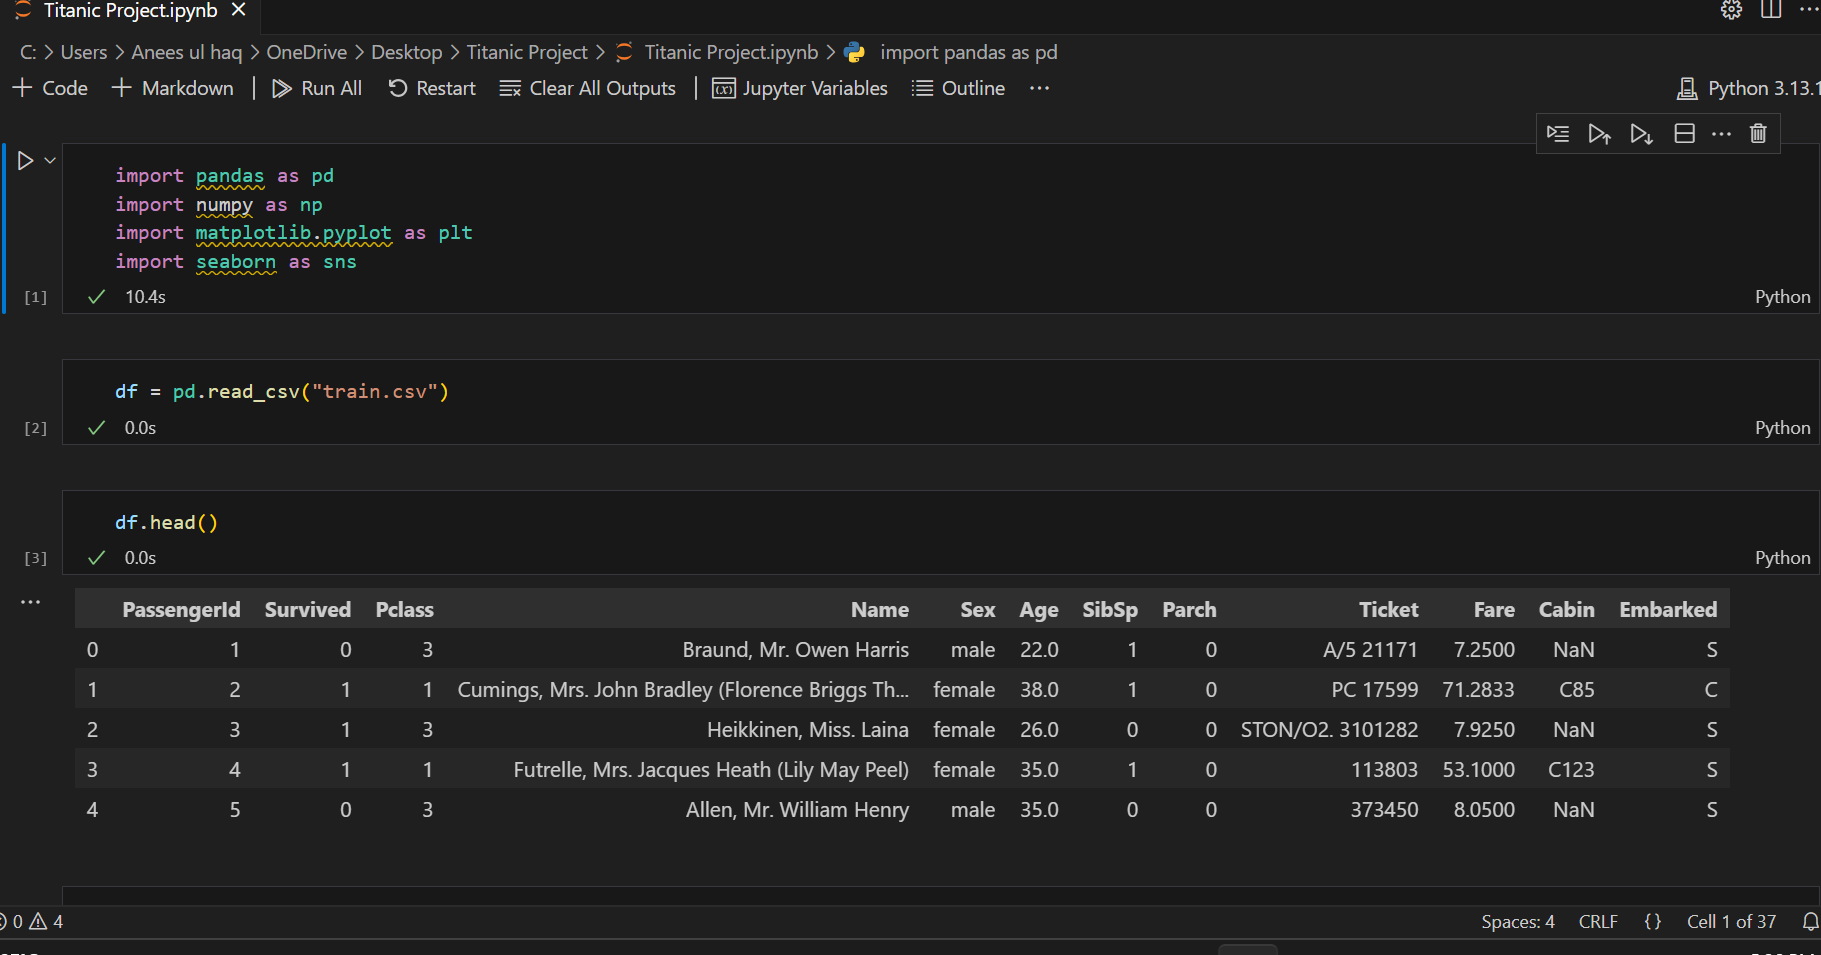 Titanic Project.ipynb
C: > Users > Anees ul haq > OneDrive > Desktop > Titanic Project > Titanic Project.ipynb > import pandas as pd
+ Code + Markdown | Run All Restart Clear All Outputs | Jupyter Variables Outline ... Python 3.13.1
import pandas as pd
import numpy as np
import matplotlib.pyplot as plt
import seaborn as sns
[1] 10.4s Python
df = pd.read_csv("train.csv")
[2] 0.0s Python
df.head()
[3] 0.0s Python
PassengerId Survived Pclass Name Sex Age SibSp Parch Ticket Fare Cabin Embarked
0 1 0 3 Braund, Mr. Owen Harris male 22.0 1 0 A/5 21171 7.2500 NaN S
1 2 1 1 Cumings, Mrs. John Bradley (Florence Briggs Th... female 38.0 1 0 PC 17599 71.2833 C85 C
2 3 1 3 Heikkinen, Miss. Laina female 26.0 0 0 STON/O2. 3101282 7.9250 NaN S
3 4 1 1 Futrelle, Mrs. Jacques Heath (Lily May Peel) female 35.0 1 0 113803 53.1000 C123 S
4 5 0 3 Allen, Mr. William Henry male 35.0 0 0 373450 8.0500 NaN S
0 4 Spaces: 4 CRLF {} Cell 1 of 37